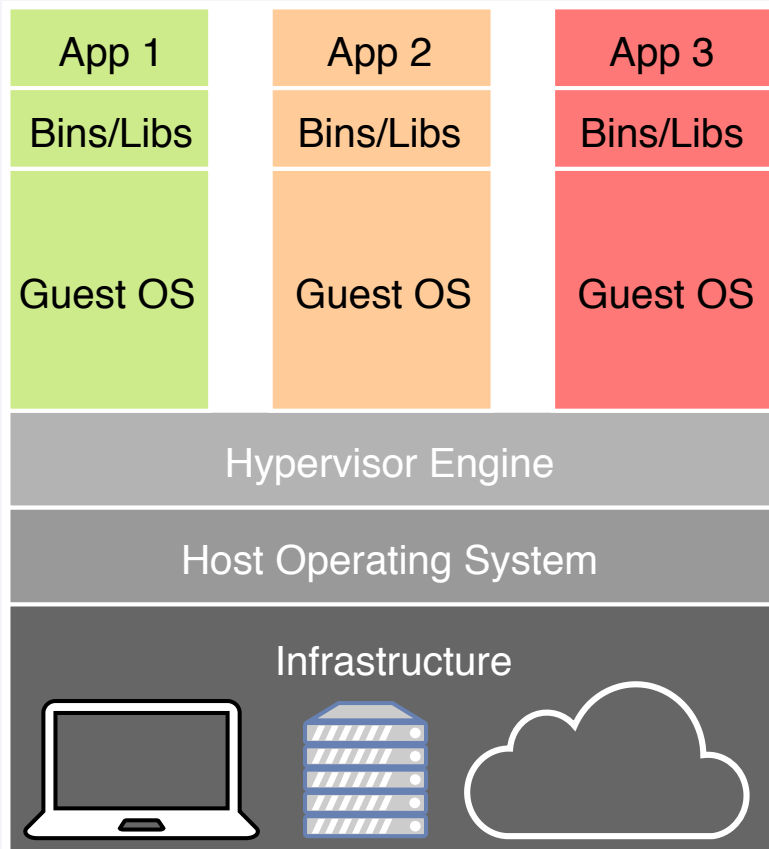 App 1
App 2
App 3
Bins/Libs
Bins/Libs
Bins/Libs
Guest OS
Guest OS
Guest OS
Hypervisor Engine
Host Operating System
Infrastructure